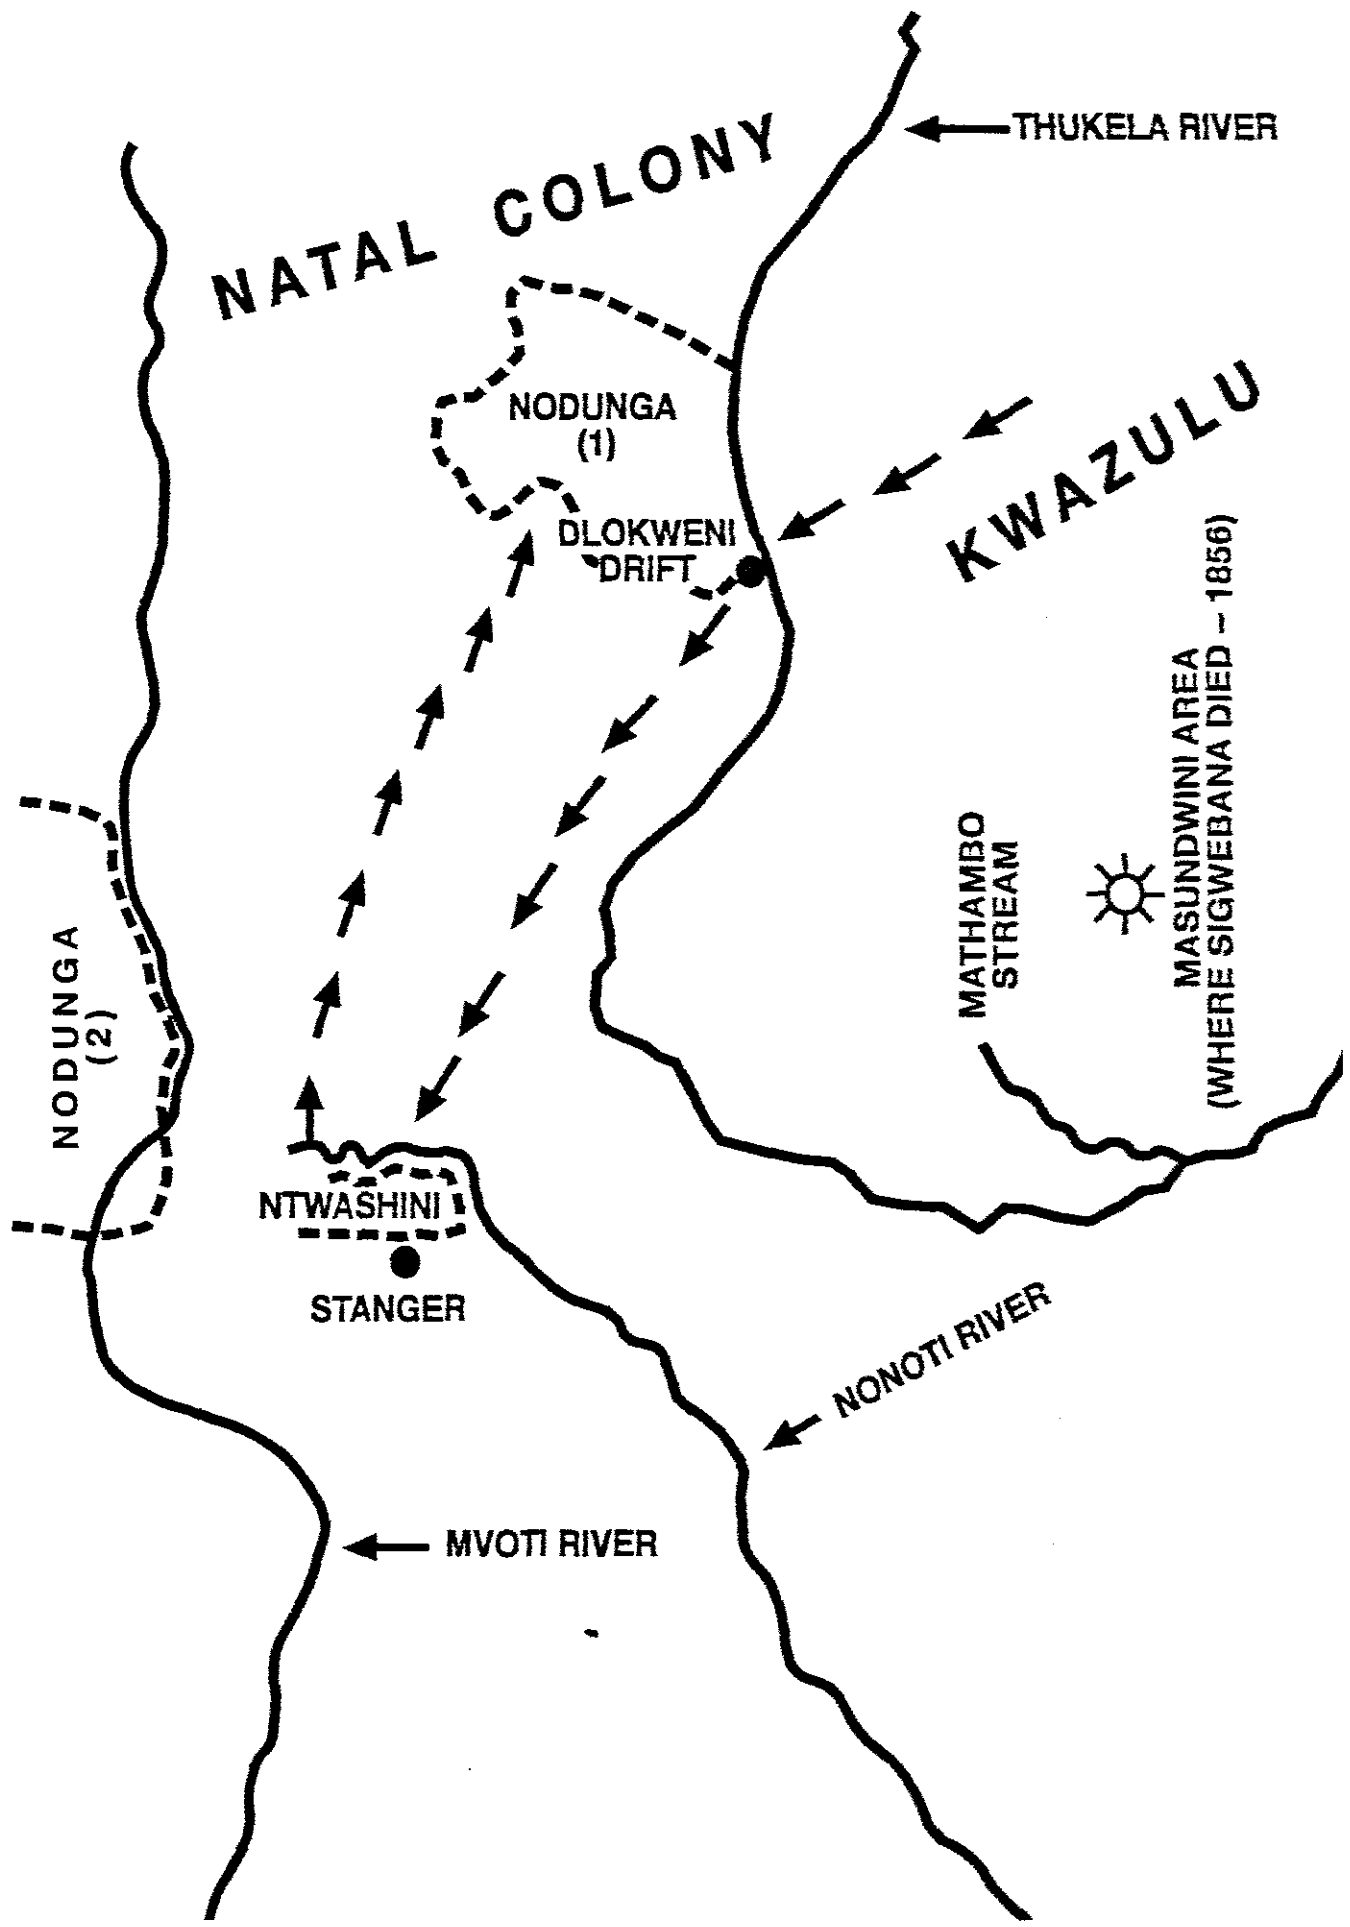 THUKELA RIVER
NATAL COLONY
KWAZULU
NODUNGA
(1)
DLOKWENI
DRIFT
MATHAMBO
STREAM
MASUNDWINI AREA
(WHERE SIGWEBANA DIED – 1856)
NODUNGA
(2)
NTWASHINI
STANGER
NONOTI RIVER
MVOTI RIVER